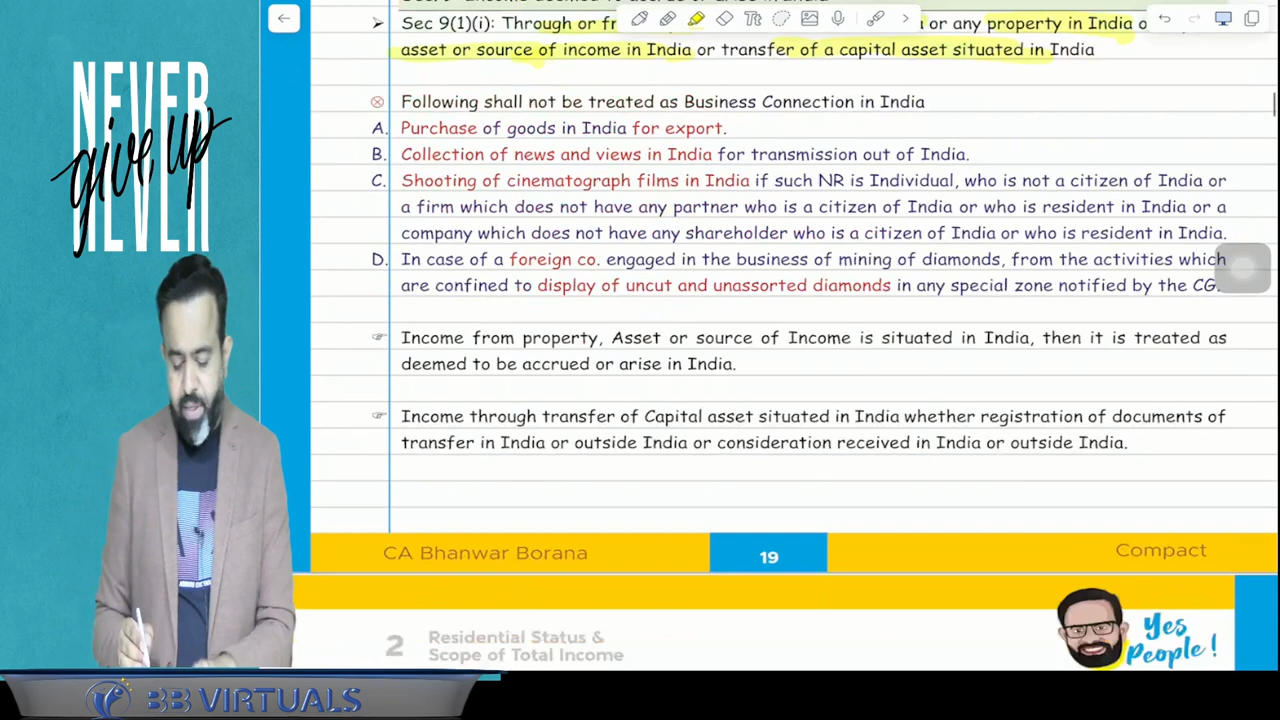 NEVER
give up
NEVER
Sec 9(1)(i): Through or or any property in India
asset or source of income in India or transfer of a capital asset situated in India
Following shall not be treated as Business Connection in India
A. Purchase of goods in India for export.
B. Collection of news and views in India for transmission out of India.
C. Shooting of cinematograph films in India if such NR is Individual, who is not a citizen of India or
a firm which does not have any partner who is a citizen of India or who is resident in India or a
company which does not have any shareholder who is a citizen of India or who is resident in India.
D. In case of a foreign co. engaged in the business of mining of diamonds, from the activities which
are confined to display of uncut and unassorted diamonds in any special zone notified by the CG.
Income from property, Asset or source of Income is situated in India, then it is treated as
deemed to be accrued or arise in India.
Income through transfer of Capital asset situated in India whether registration of documents of
transfer in India or outside India or consideration received in India or outside India.
CA Bhanwar Borana 19 Compact
2 Residential Status &
Scope of Total Income
Yes
People!
BB VIRTUALS